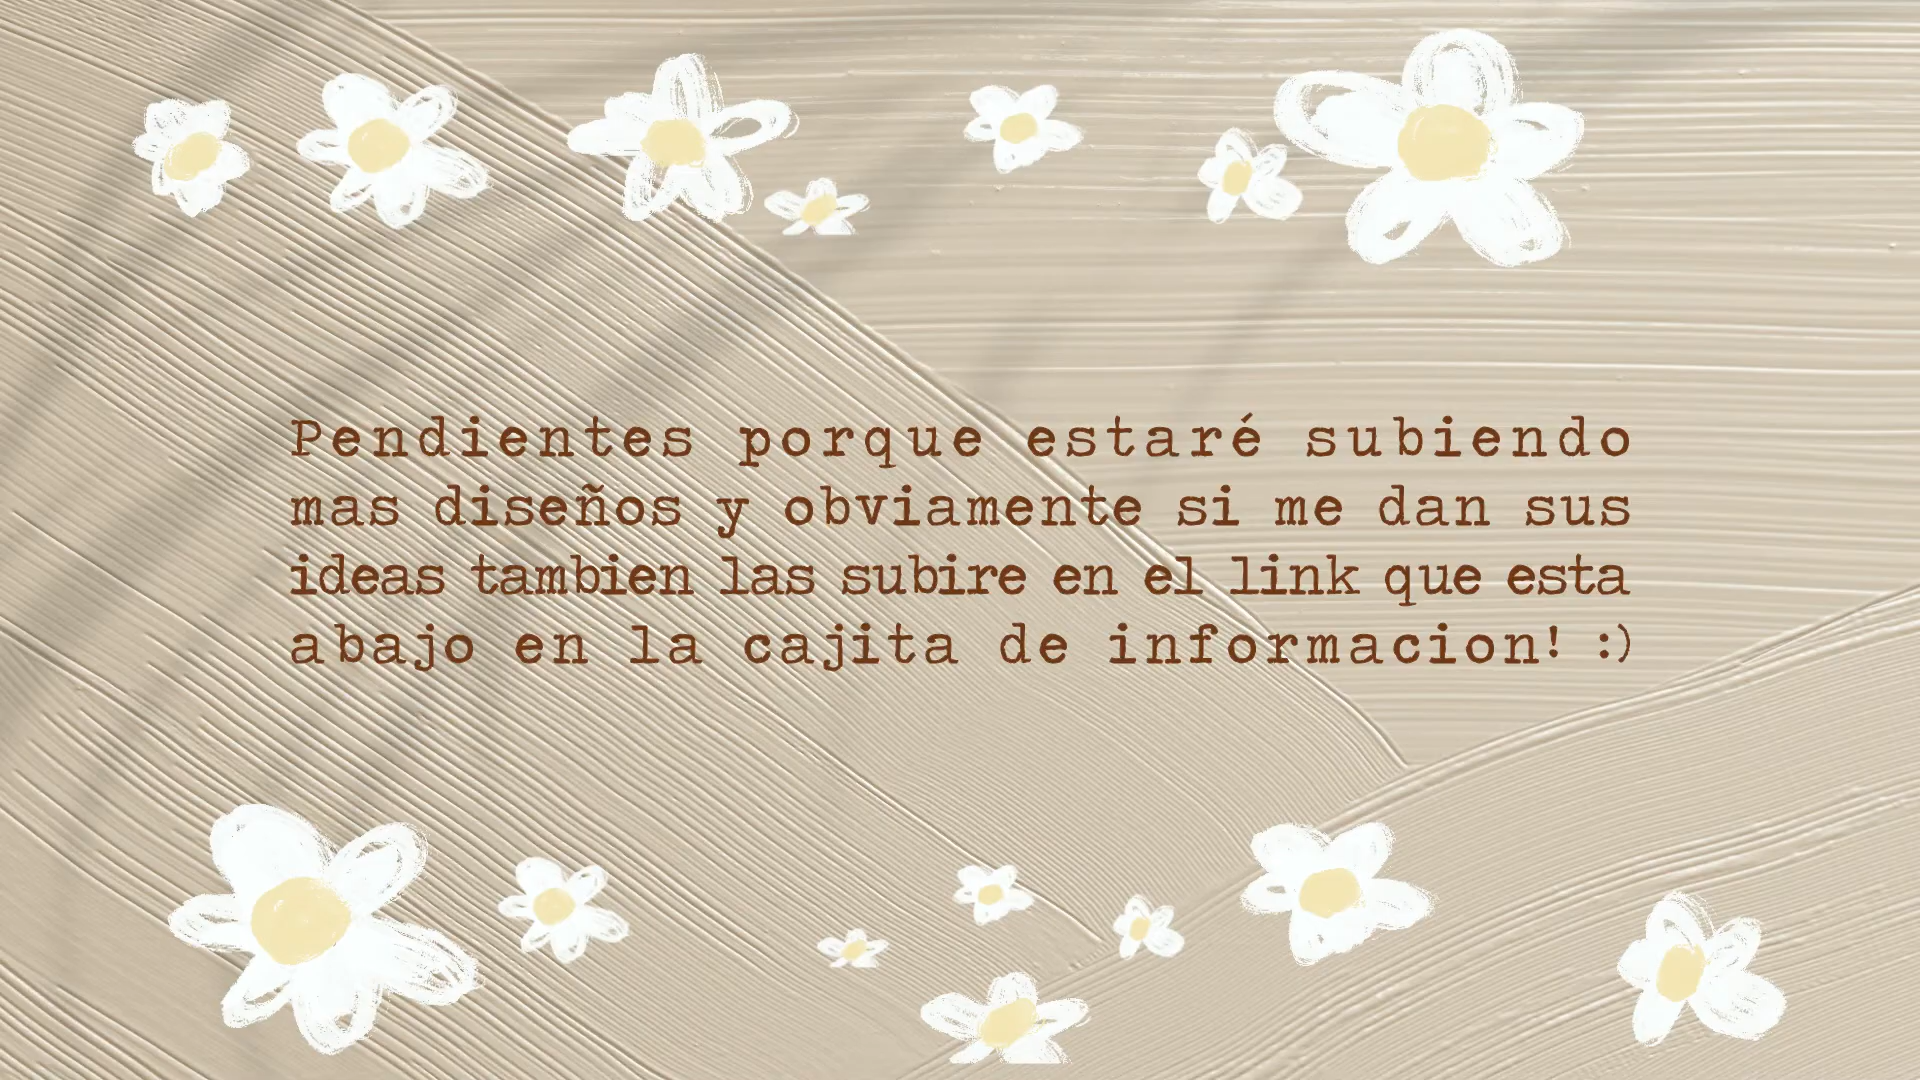 Pendientes porque estaré subiendo
mas diseños y obviamente si me dan sus
ideas tambien las subire en el link que esta
abajo en la cajita de informacion! :)